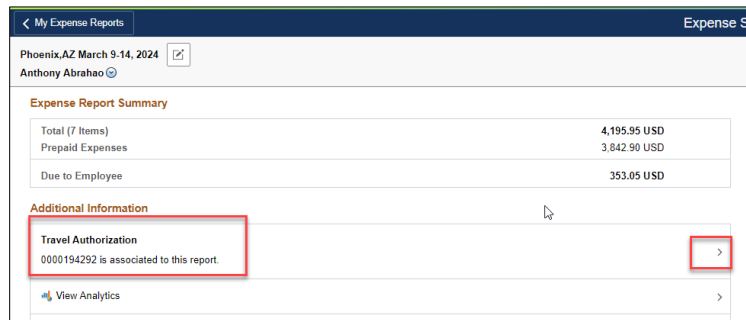 My Expense Reports
Expense S
Phoenix,AZ March 9-14, 2024
Anthony Abrahao
Expense Report Summary
Total (7 Items) 4,195.95 USD
Prepaid Expenses 3,842.90 USD
Due to Employee 353.05 USD
Additional Information
Travel Authorization
0000194292 is associated to this report.
View Analytics